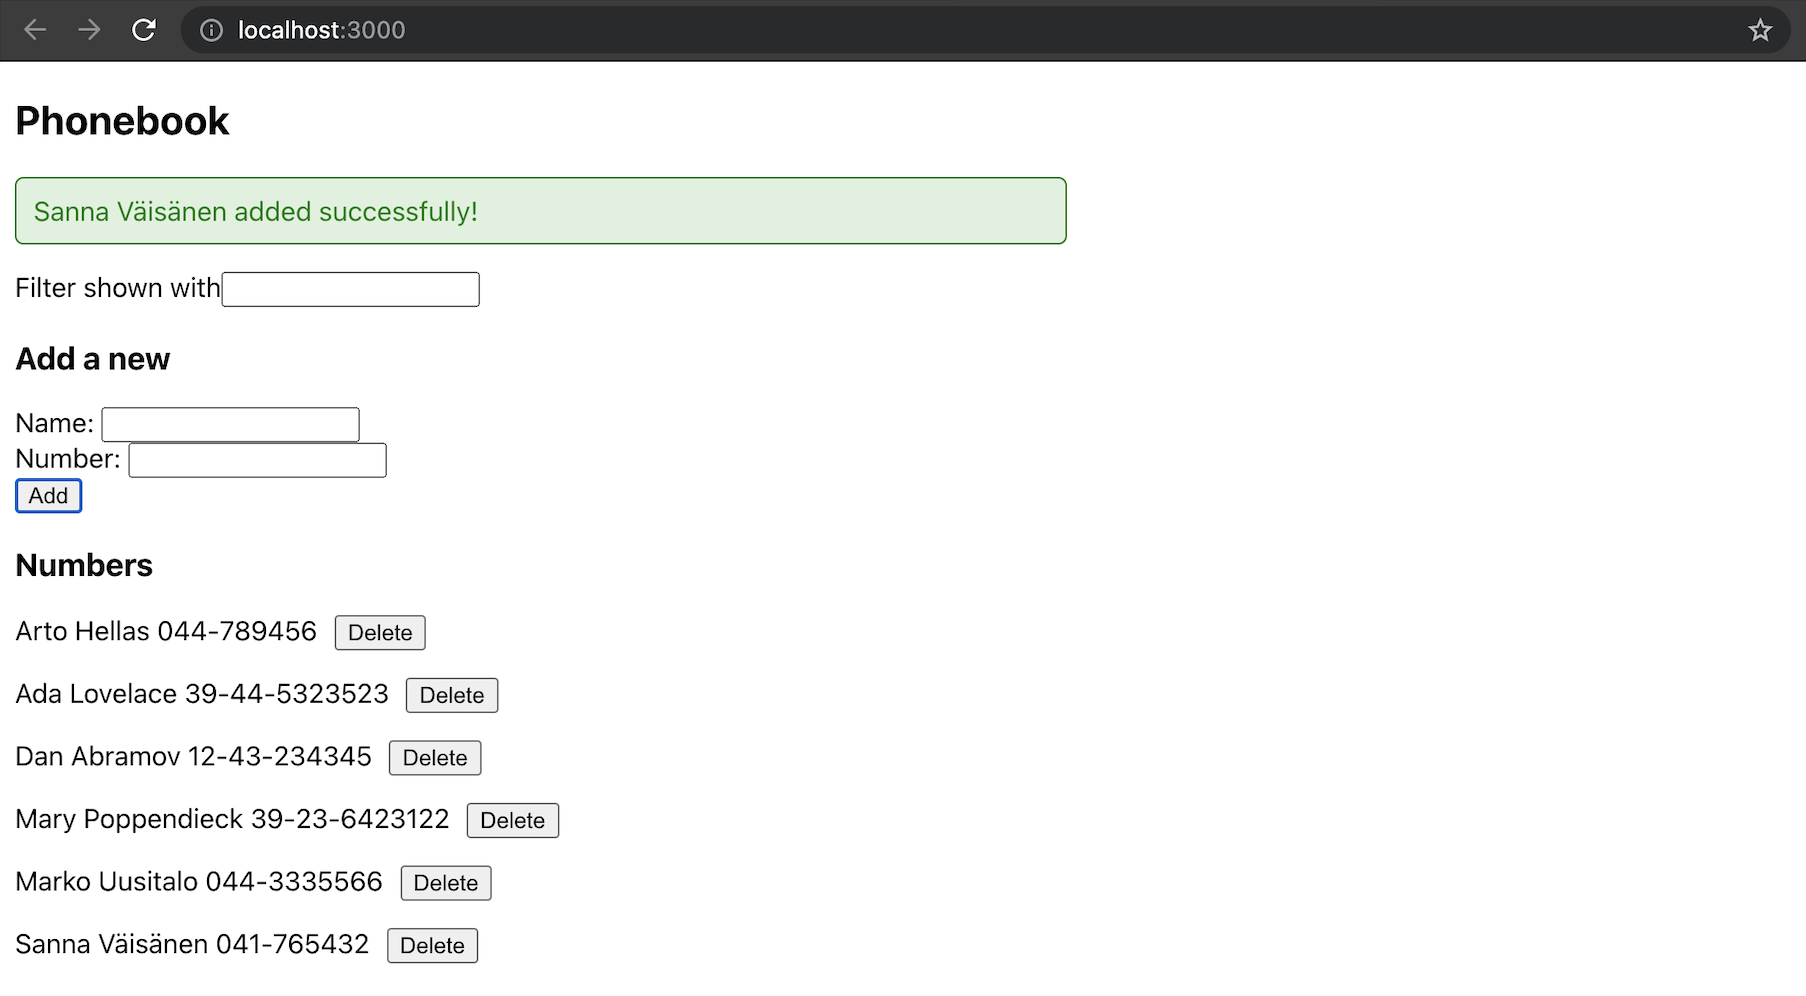 localhost:3000
Phonebook
Sanna Väisänen added successfully!
Filter shown with
Add a new
Name:
Number:
Add
Numbers
Arto Hellas 044-789456 Delete
Ada Lovelace 39-44-5323523 Delete
Dan Abramov 12-43-234345 Delete
Mary Poppendieck 39-23-6423122 Delete
Marko Uusitalo 044-3335566 Delete
Sanna Väisänen 041-765432 Delete